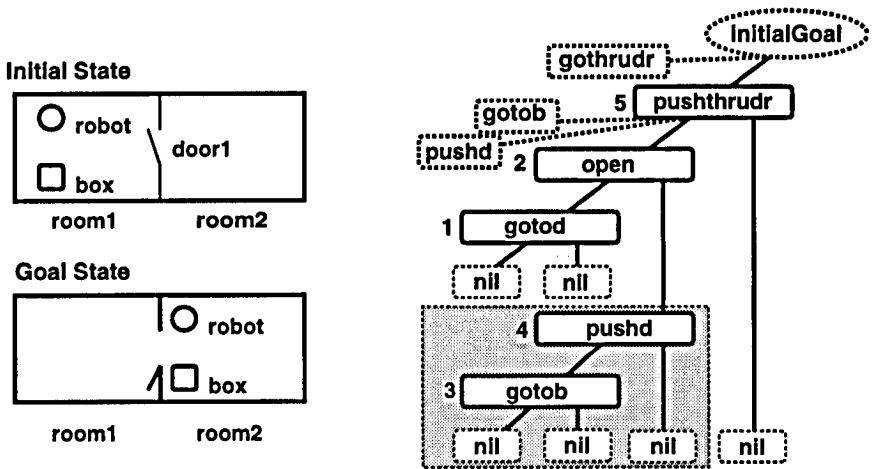 Initial State
robot
door1
box
room1 room2
Goal State
robot
box
room1 room2
initialGoal
gothrudr
5 pushthrudr
gotob
pushd
2 open
1 gotod
nil nil
4 pushd
3 gotob
nil nil nil nil